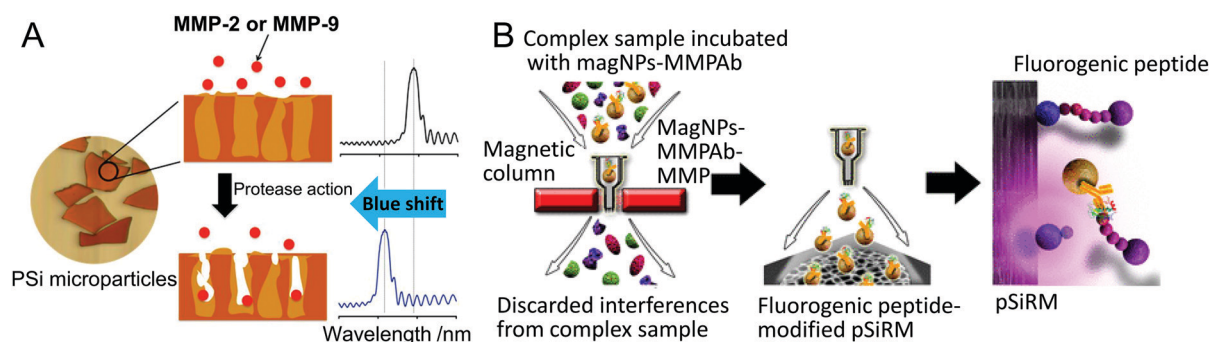 A
MMP-2 or MMP-9
Protease action
Blue shift
PSi microparticles
Wavelength /nm
B
Complex sample incubated
with magNPs-MMPAb
Magnetic
column
MagNPs-
MMPAb-
MMP
Discarded interferences
from complex sample
Fluorogenic peptide-
modified pSiRM
Fluorogenic peptide
pSiRM